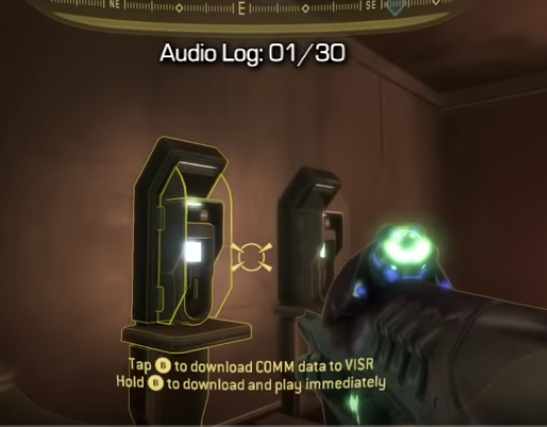 NE E SE
Audio Log: 01/30
Tap B to download COMM data to VISR
Hold B to download and play immediately